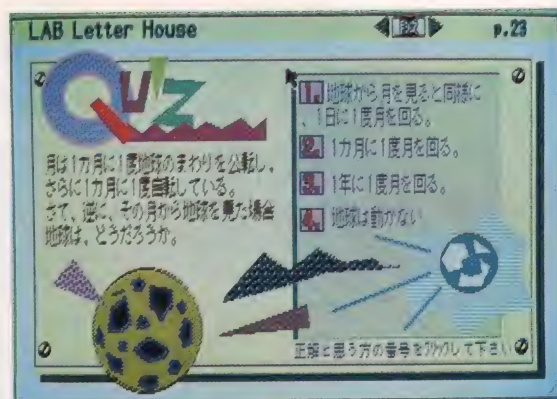 LAB Letter House
p.23
QUIZ
月は1カ月に1度地球のまわりを公転し、
さらに1カ月に1度自転している。
さて、逆に、その月から地球を見た場合
地球は、どうだろうか。
1. 地球から月を見ると同様に
、1日に1度月を回る。
2. 1カ月に1度月を回る。
3. 1年に1度月を回る。
4. 地球は動かない
正解と思う方の番号をクリックして下さい